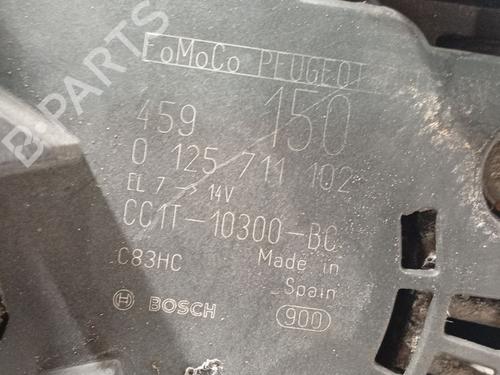 B-PARTS
FoMoCo PEUGEOT
459 150
0 125 711 102
EL 7 → 14V
CC1T-10300-BC
C83HC Made in
Spain
BOSCH 900